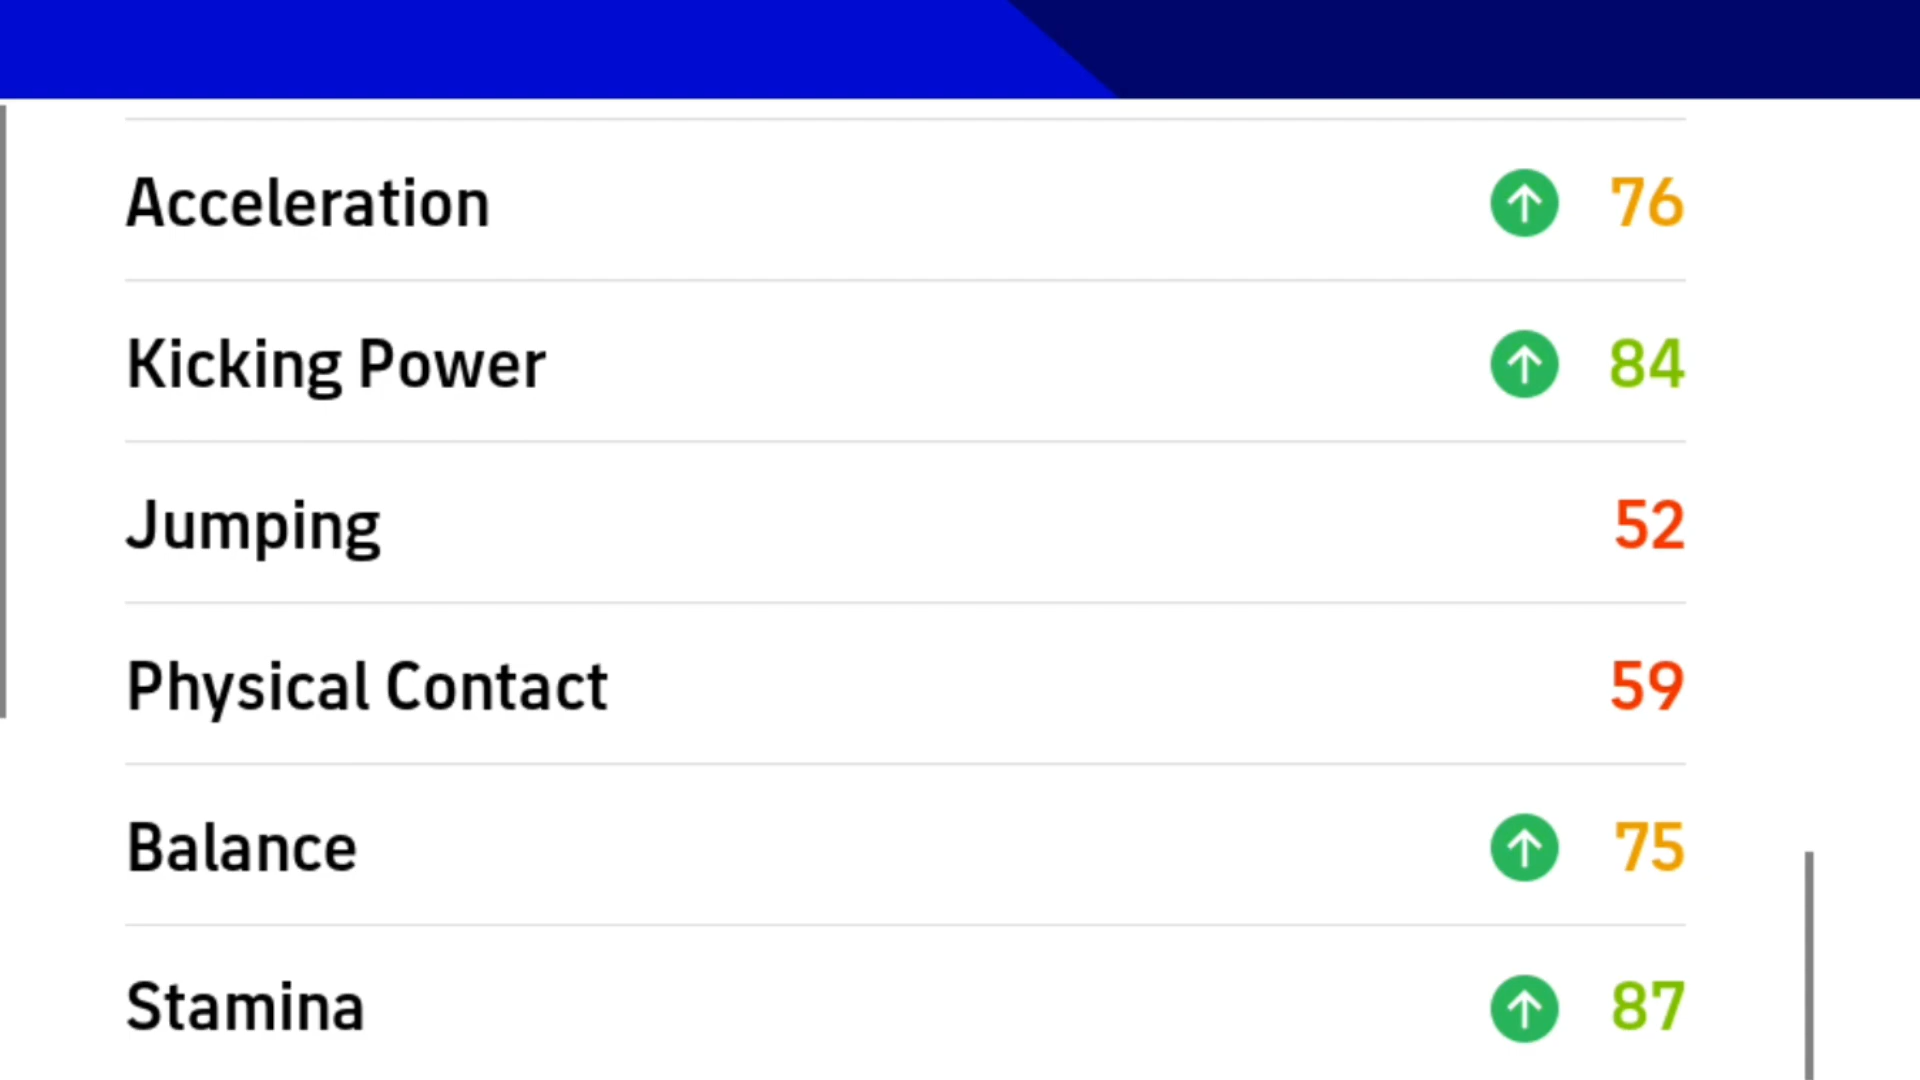 Acceleration 76
Kicking Power 84
Jumping 52
Physical Contact 59
Balance 75
Stamina 87